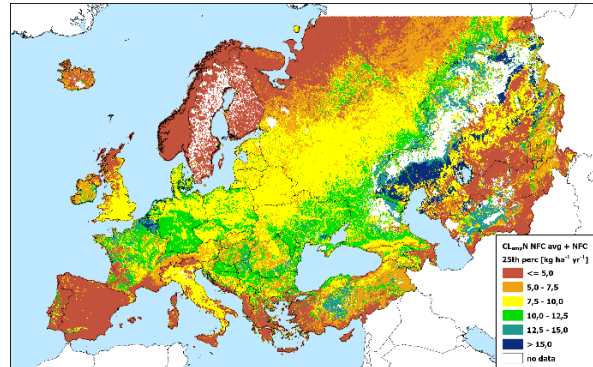 CLempN NFC avg + NFC
25th perc [kg ha⁻¹ yr⁻¹]
<= 5,0
5,0 - 7,5
7,5 - 10,0
10,0 - 12,5
12,5 - 15,0
> 15,0
no data